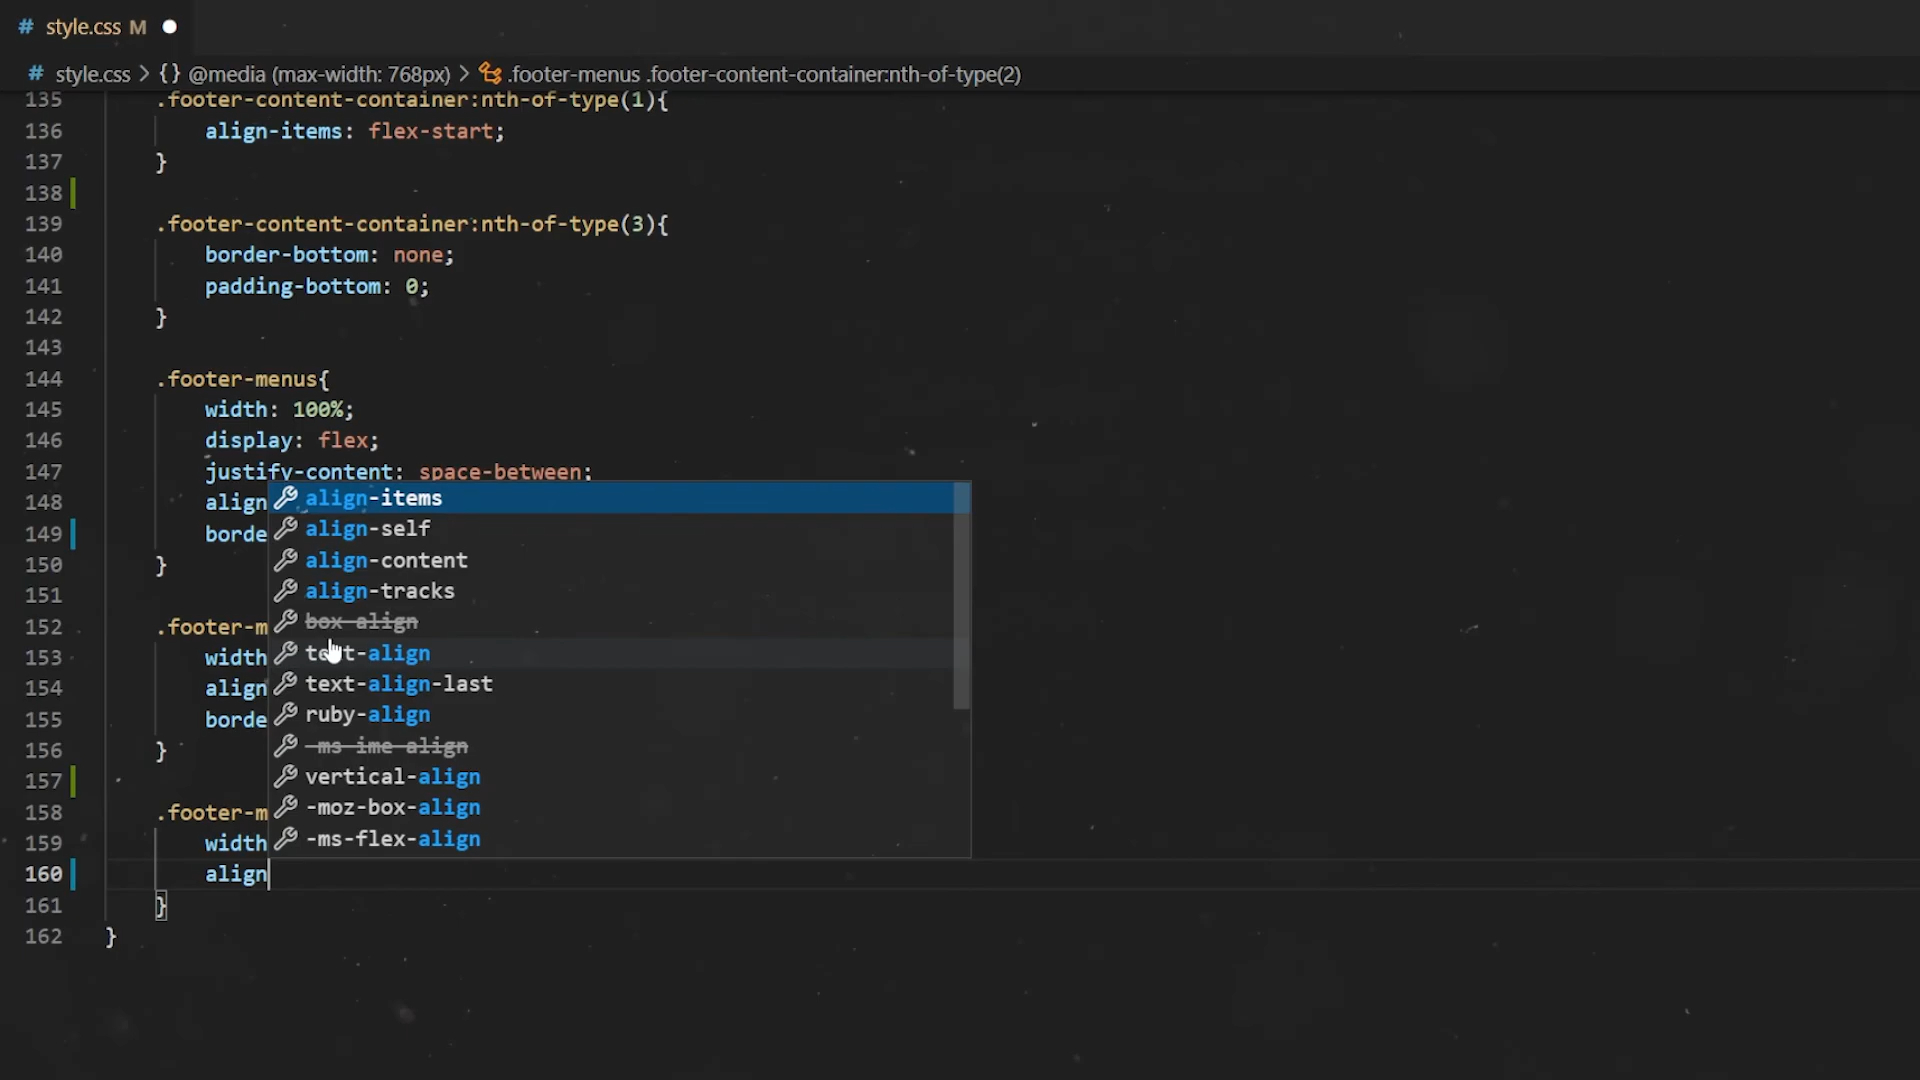 # style.css M
# style.css > {} @media (max-width: 768px) > .footer-menus .footer-content-container:nth-of-type(2)
135 .footer-content-container:nth-of-type(1){
136 align-items: flex-start;
137 }
138
139 .footer-content-container:nth-of-type(3){
140 border-bottom: none;
141 padding-bottom: 0;
142 }
143
144 .footer-menus{
145 width: 100%;
146 display: flex;
147 justify-content: space-between;
148 align
149 borde
150 }
151
152 .footer-m
153 width
154 align
155 borde
156 }
157
158 .footer-m
159 width
160 align
161 }
162 }
align-items
align-self
align-content
align-tracks
box-align
text-align
text-align-last
ruby-align
-ms-ime-align
vertical-align
-moz-box-align
-ms-flex-align